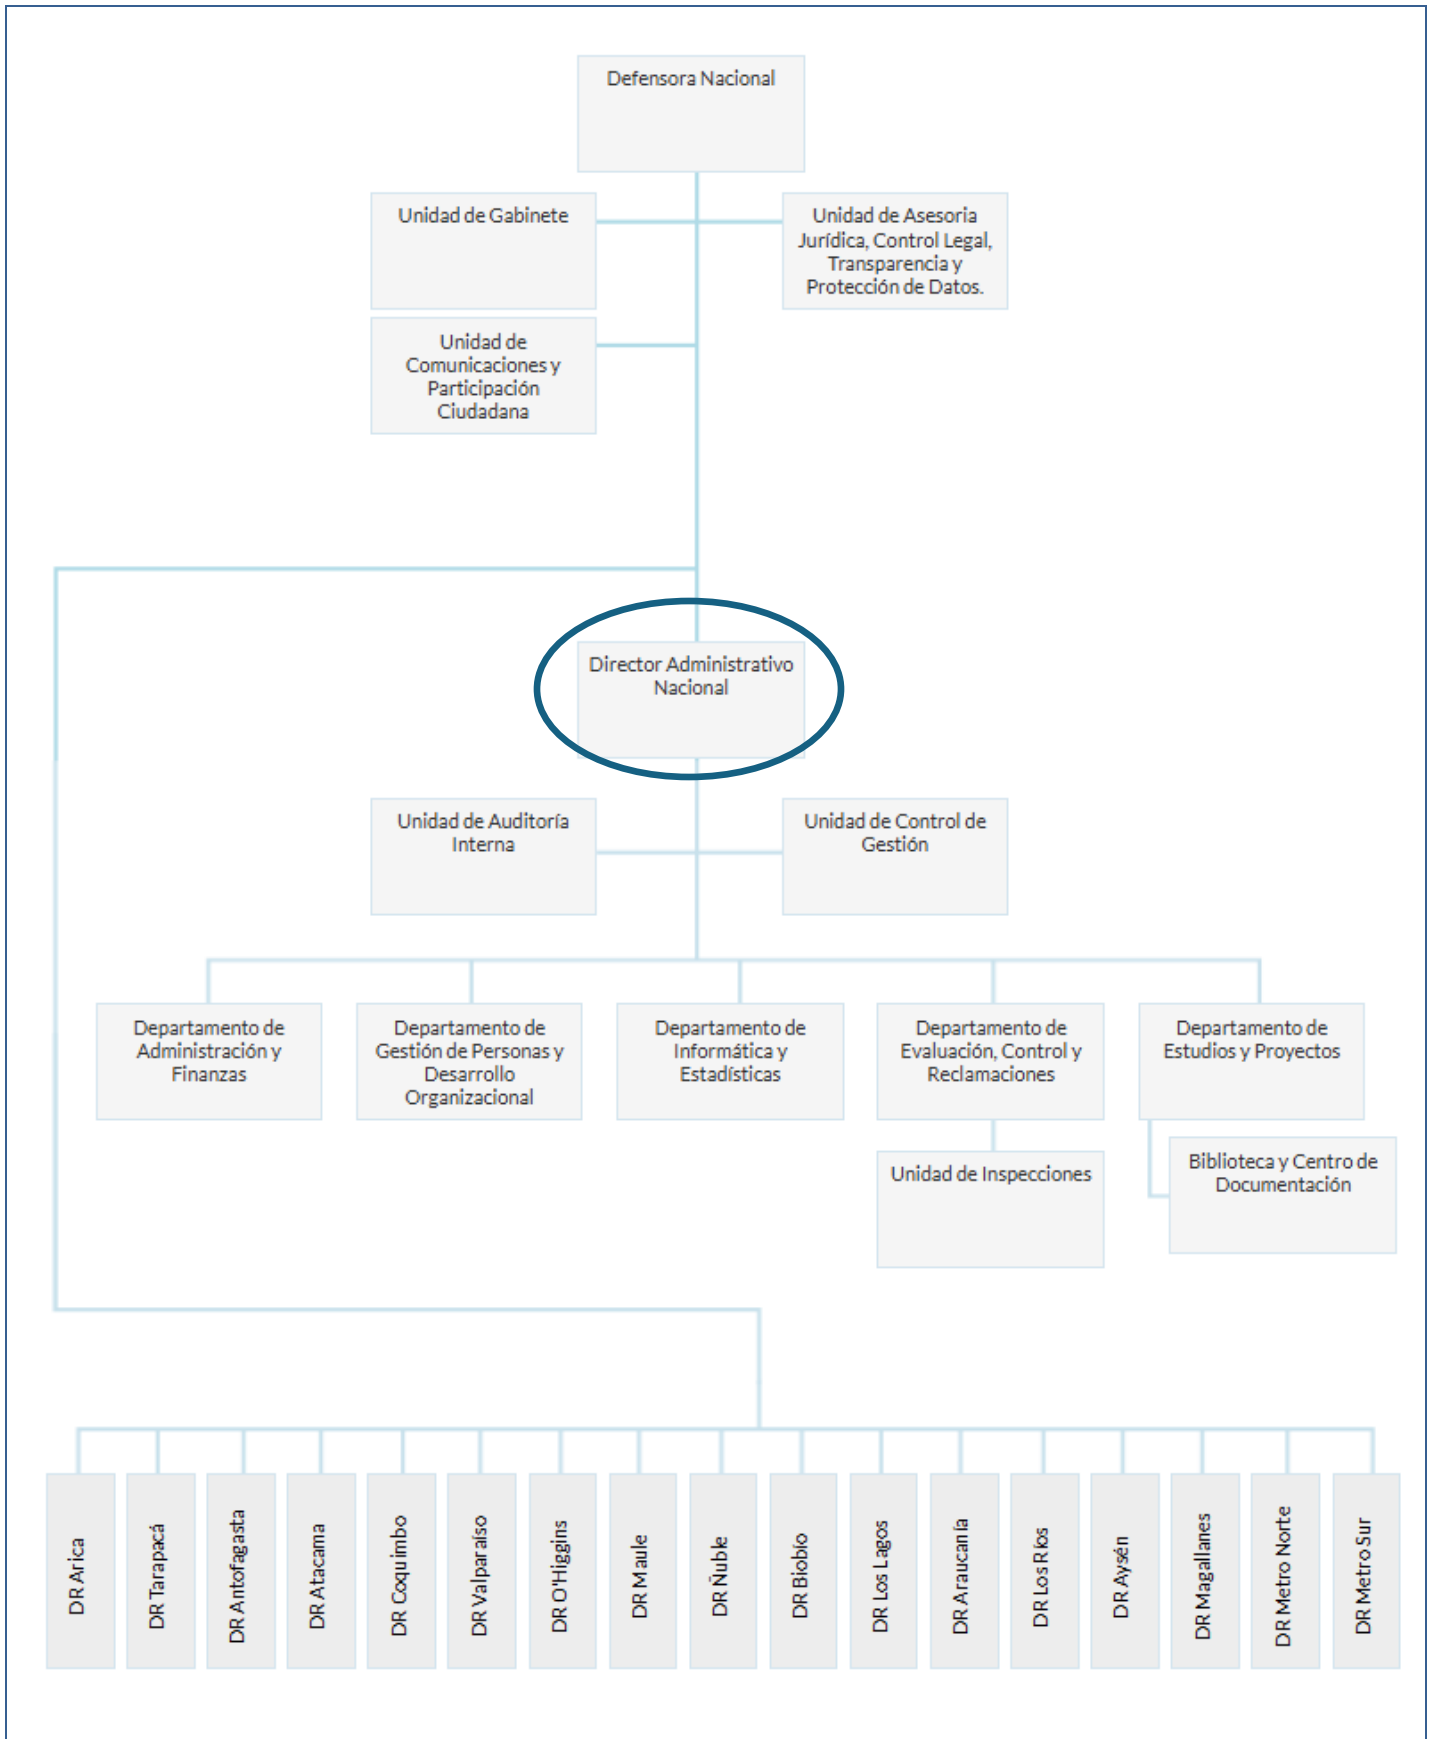 Defensora Nacional
Unidad de Gabinete
Unidad de Asesoria
Jurídica, Control Legal,
Transparencia y
Protección de Datos.
Unidad de
Comunicaciones y
Participación
Ciudadana
Director Administrativo
Nacional
Unidad de Auditoría
Interna
Unidad de Control de
Gestión
Departamento de
Administración y
Finanzas
Departamento de
Gestión de Personas y
Desarrollo
Organizacional
Departamento de
Informática y
Estadísticas
Departamento de
Evaluación, Control y
Reclamaciones
Departamento de
Estudios y Proyectos
Unidad de Inspecciones
Biblioteca y Centro de
Documentación
DR Arica
DR Tarapacá
DR Antofagasta
DR Atacama
DR Coquimbo
DR Valparaíso
DR O'Higgins
DR Maule
DR Ñuble
DR Biobío
DR Los Lagos
DR Araucanía
DR Los Ríos
DR Aysén
DR Magallanes
DR Metro Norte
DR Metro Sur